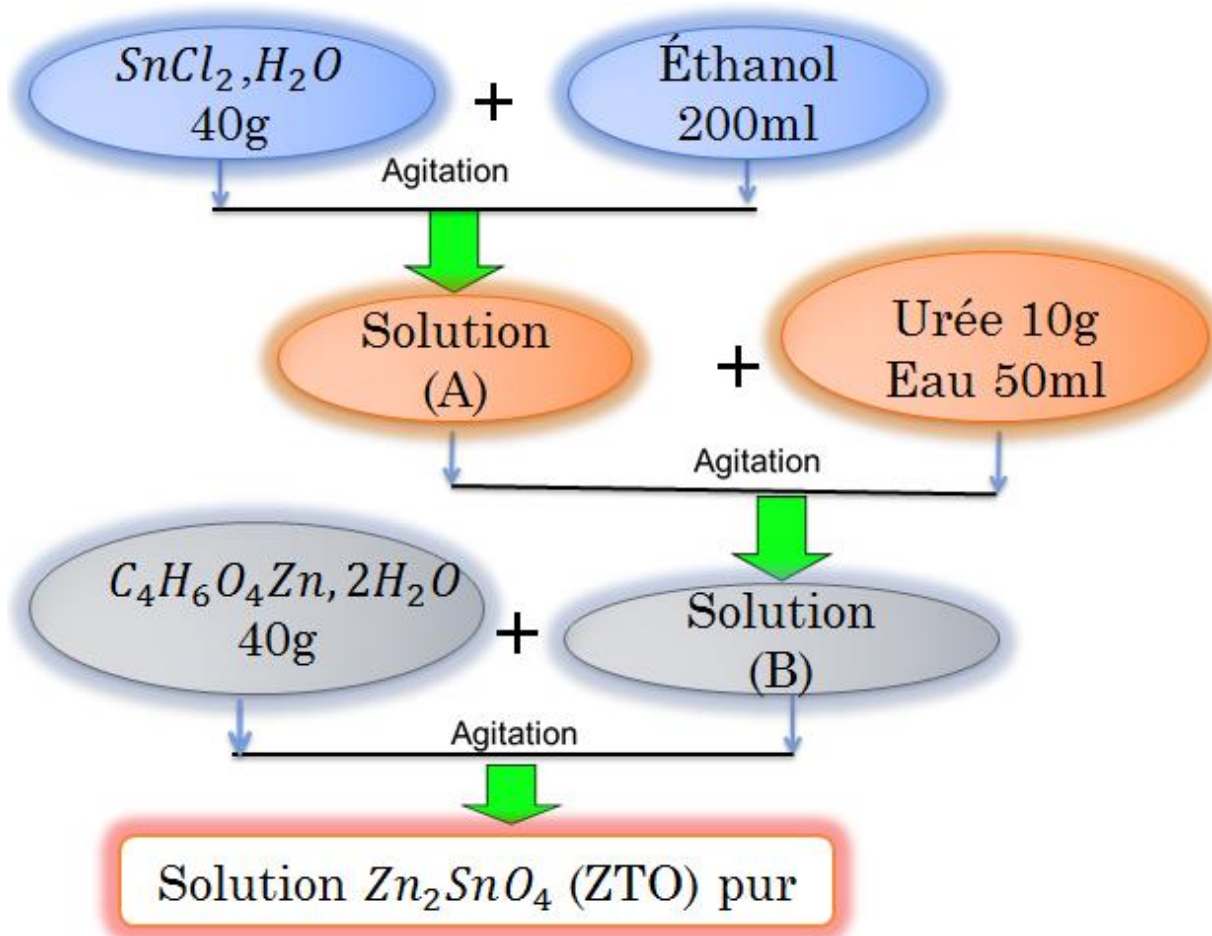 SnCl₂,H₂O
40g
+
Éthanol
200ml
Agitation
Solution
(A)
+
Urée 10g
Eau 50ml
Agitation
C₄H₆O₄Zn, 2H₂O
40g
+
Solution
(B)
Agitation
Solution Zn₂SnO₄ (ZTO) pur